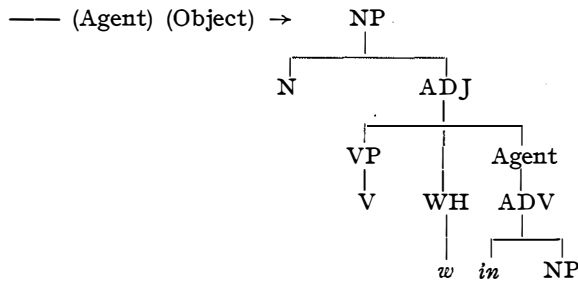 —— (Agent) (Object) → NP
N ADJ
VP Agent
V WH ADV
w in NP